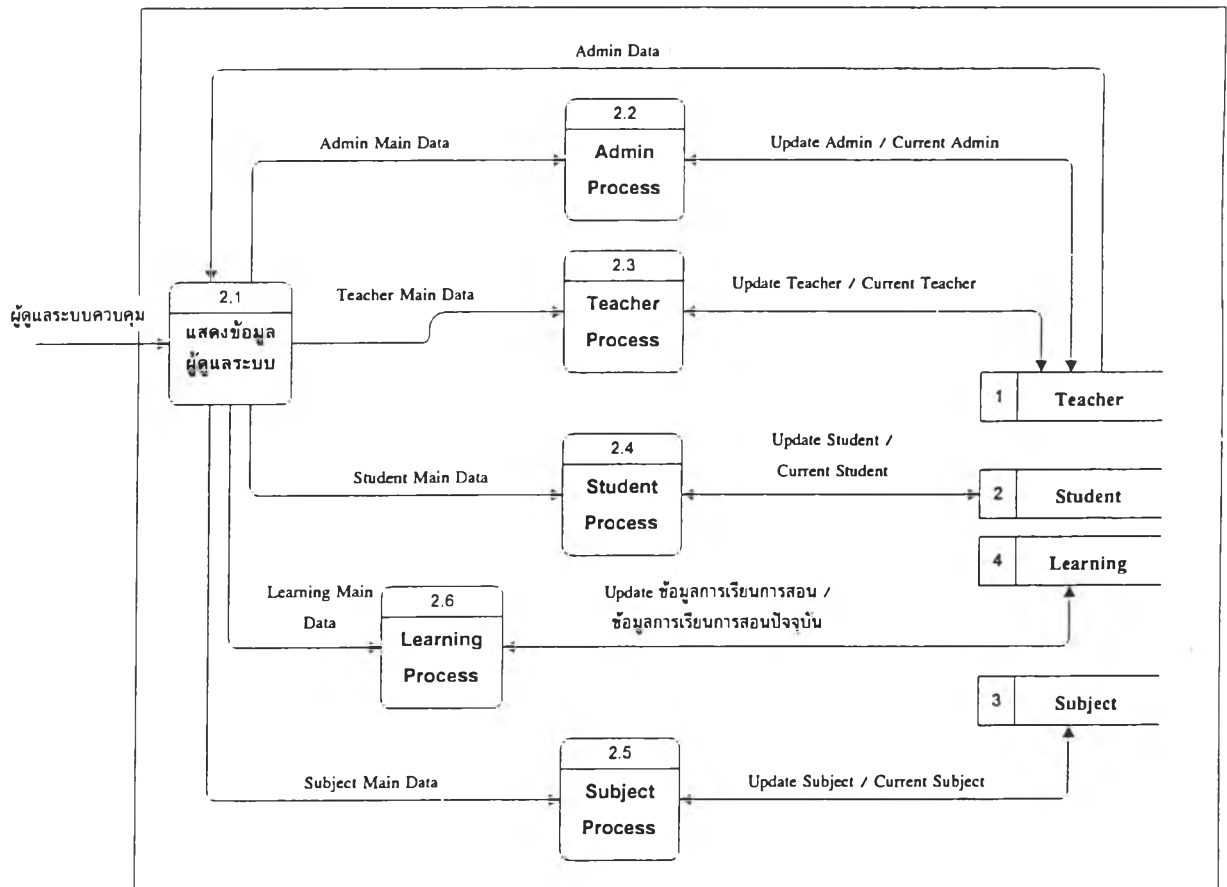 Admin Data
2.2
Admin
Process
Admin Main Data
Update Admin / Current Admin
2.3
Teacher
Process
Teacher Main Data
Update Teacher / Current Teacher
ผู้ดูแลระบบควบคุม
2.1
แสดงข้อมูล
ผู้ดูแลระบบ
1 Teacher
2.4
Student
Process
Student Main Data
Update Student /
Current Student
2 Student
4 Learning
Learning Main
Data
2.6
Learning
Process
Update ข้อมูลการเรียนการสอน /
ข้อมูลการเรียนการสอนปัจจุบัน
3 Subject
2.5
Subject
Process
Subject Main Data
Update Subject / Current Subject